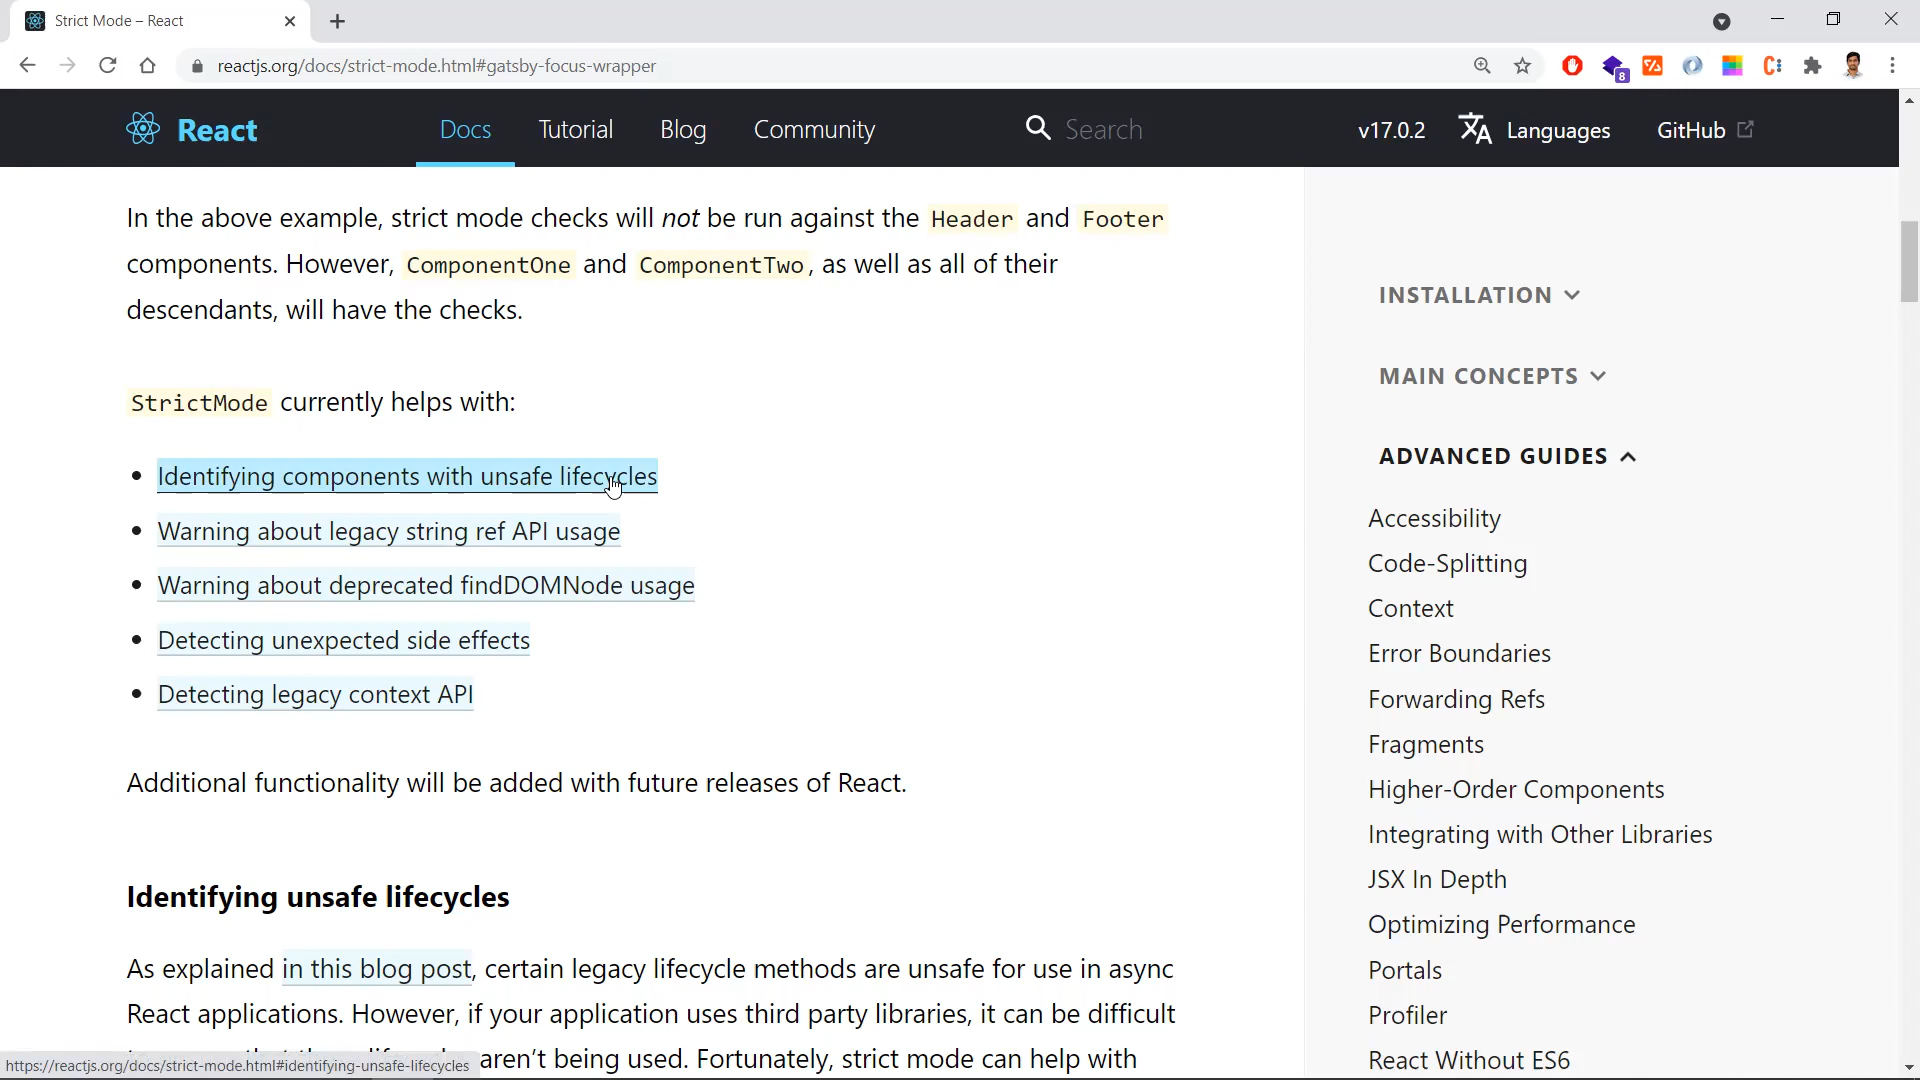 Strict Mode – React
reactjs.org/docs/strict-mode.html#gatsby-focus-wrapper
8
React
Docs
Tutorial
Blog
Community
Search
v17.0.2
Languages
GitHub
In the above example, strict mode checks will not be run against the Header and Footer
components. However, ComponentOne and ComponentTwo, as well as all of their
descendants, will have the checks.
StrictMode currently helps with:
• Identifying components with unsafe lifecycles
• Warning about legacy string ref API usage
• Warning about deprecated findDOMNode usage
• Detecting unexpected side effects
• Detecting legacy context API
Additional functionality will be added with future releases of React.
Identifying unsafe lifecycles
As explained in this blog post, certain legacy lifecycle methods are unsafe for use in async
React applications. However, if your application uses third party libraries, it can be difficult
aren't being used. Fortunately, strict mode can help with
https://reactjs.org/docs/strict-mode.html#identifying-unsafe-lifecycles
INSTALLATION
MAIN CONCEPTS
ADVANCED GUIDES
Accessibility
Code-Splitting
Context
Error Boundaries
Forwarding Refs
Fragments
Higher-Order Components
Integrating with Other Libraries
JSX In Depth
Optimizing Performance
Portals
Profiler
React Without ES6